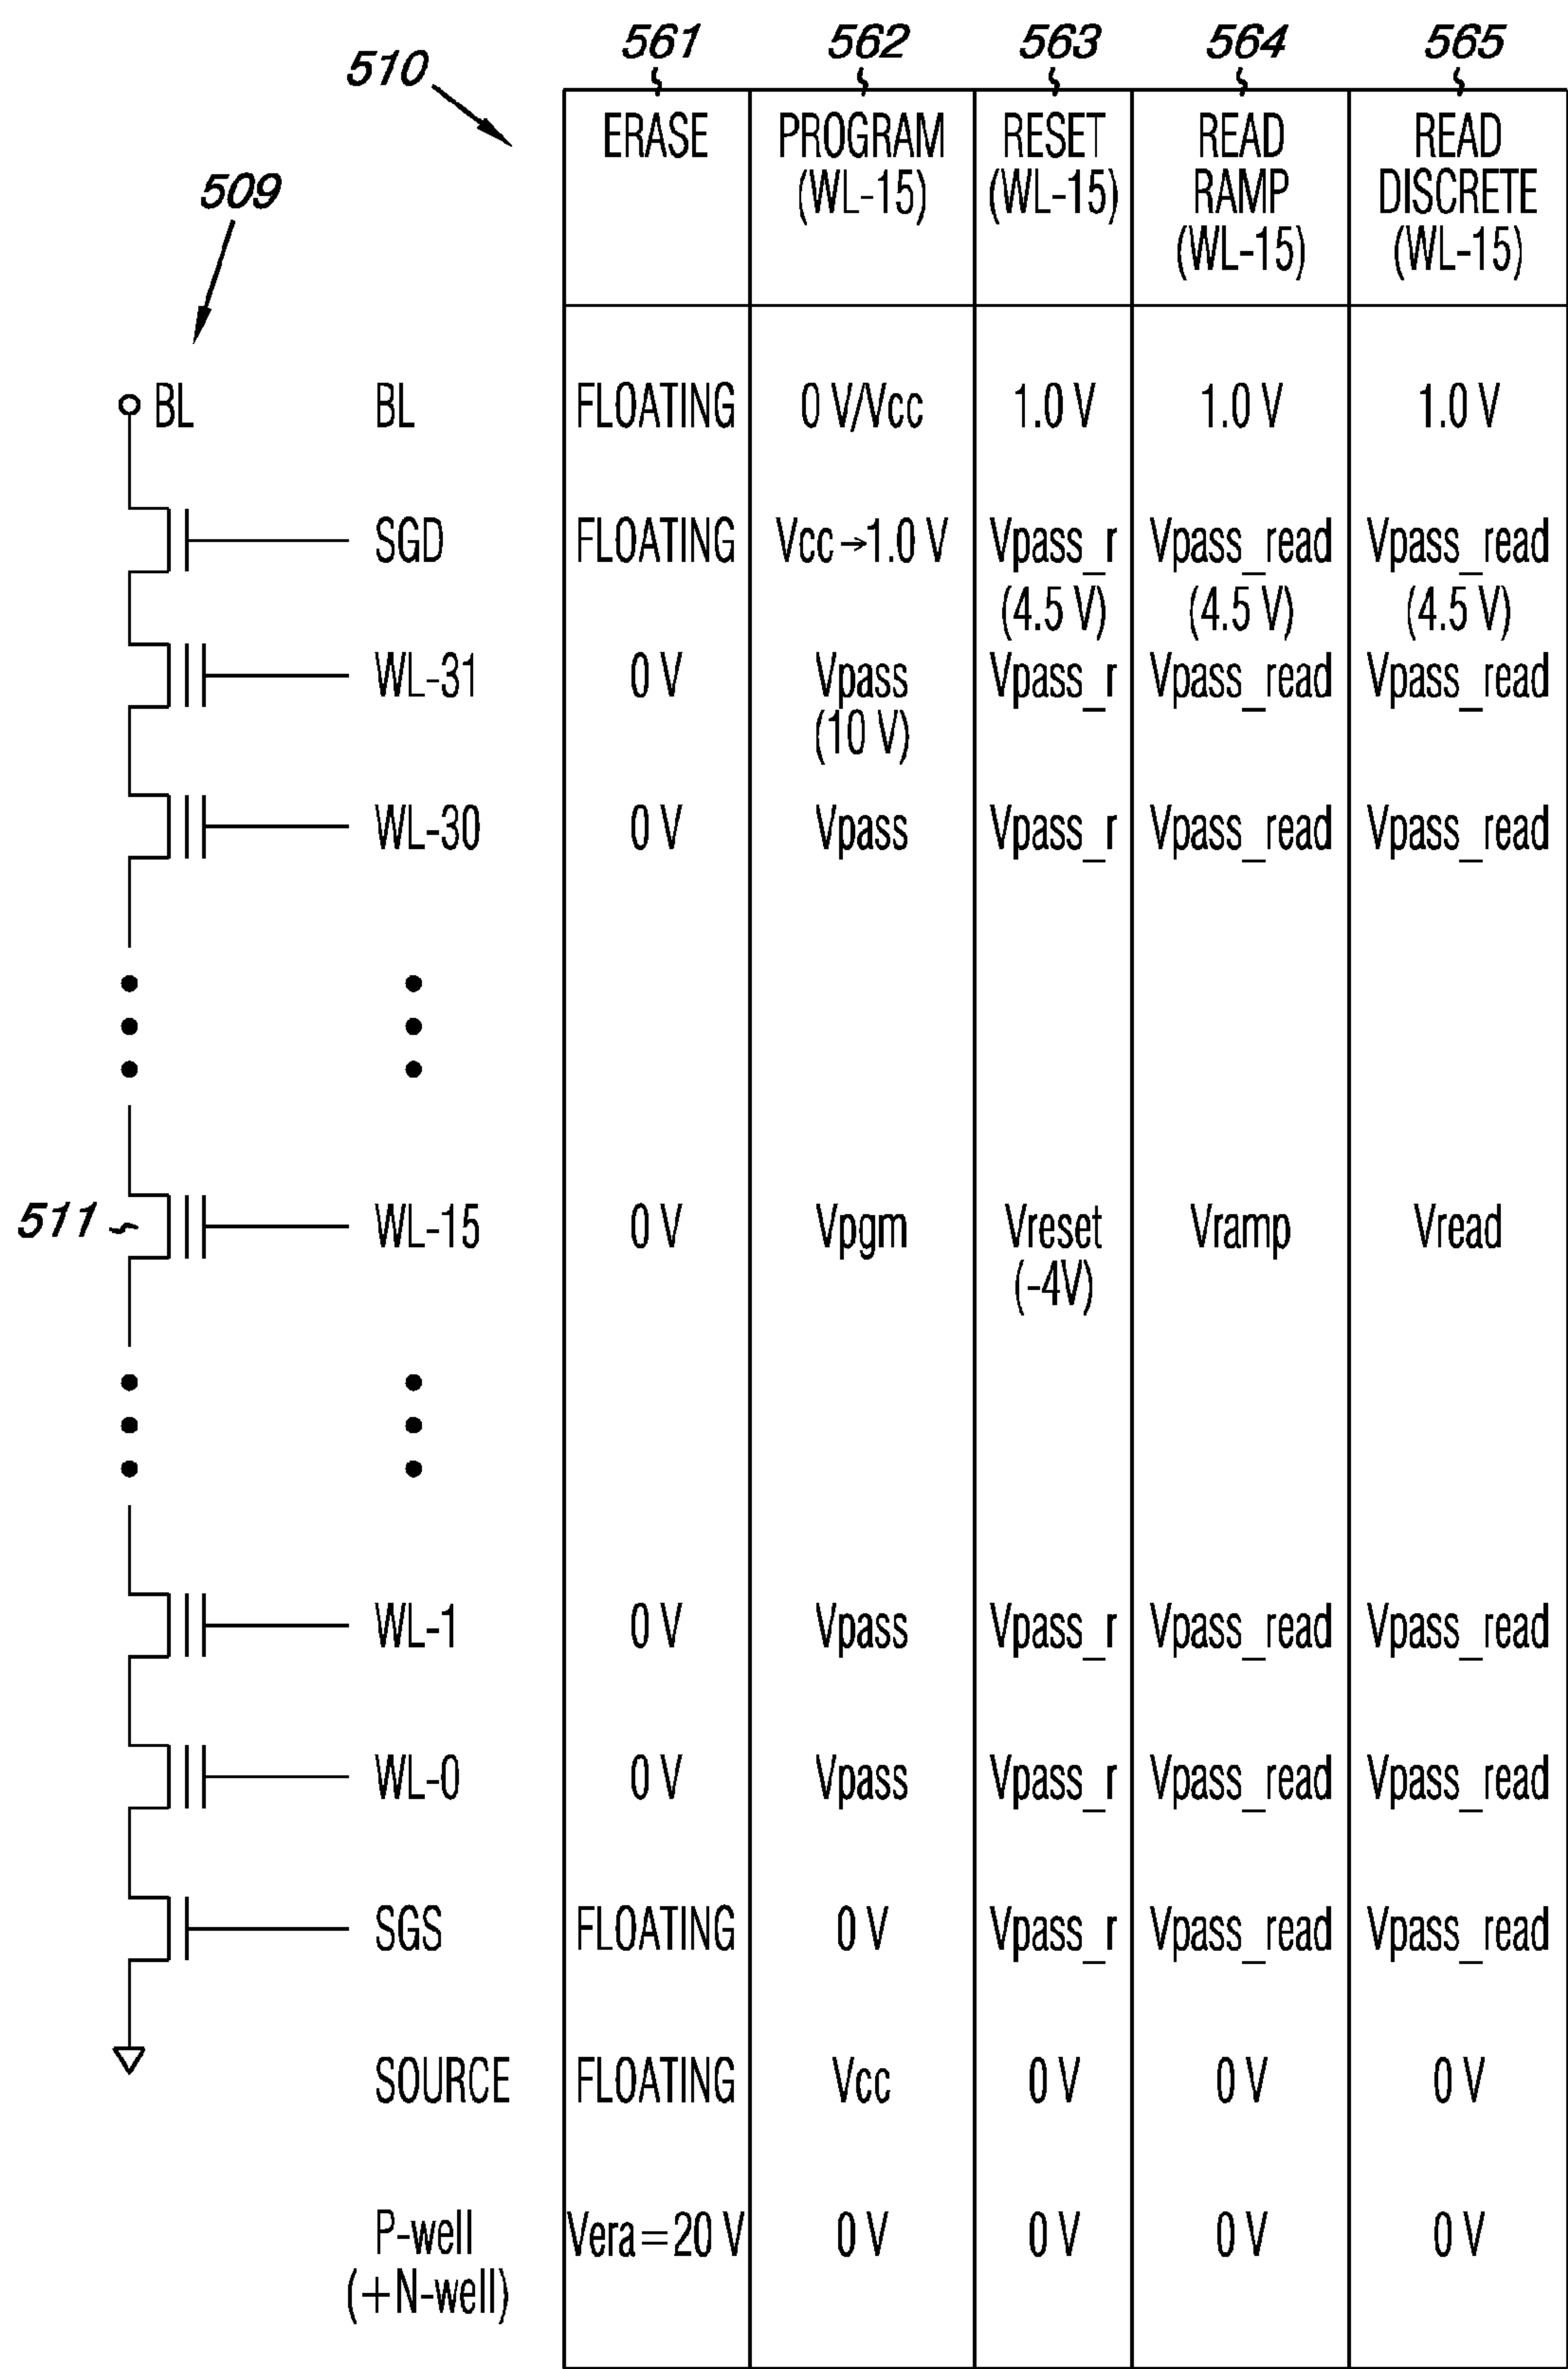 510 561 562 563 564 565
ERASE PROGRAM RESET READ READ
(WL-15) (WL-15) RAMP DISCRETE
(WL-15) (WL-15)
509
BL BL FLOATING 0 V/Vcc 1.0 V 1.0 V 1.0 V
SGD FLOATING Vcc→1.0 V Vpass_r Vpass_read Vpass_read
(4.5 V) (4.5 V) (4.5 V)
WL-31 0 V Vpass Vpass_r Vpass_read Vpass_read
(10 V)
WL-30 0 V Vpass Vpass_r Vpass_read Vpass_read
511 WL-15 0 V Vpgm Vreset Vramp Vread
(-4V)
WL-1 0 V Vpass Vpass_r Vpass_read Vpass_read
WL-0 0 V Vpass Vpass_r Vpass_read Vpass_read
SGS FLOATING 0 V Vpass_r Vpass_read Vpass_read
SOURCE FLOATING Vcc 0 V 0 V 0 V
P-well Vera=20 V 0 V 0 V 0 V 0 V
(+N-well)